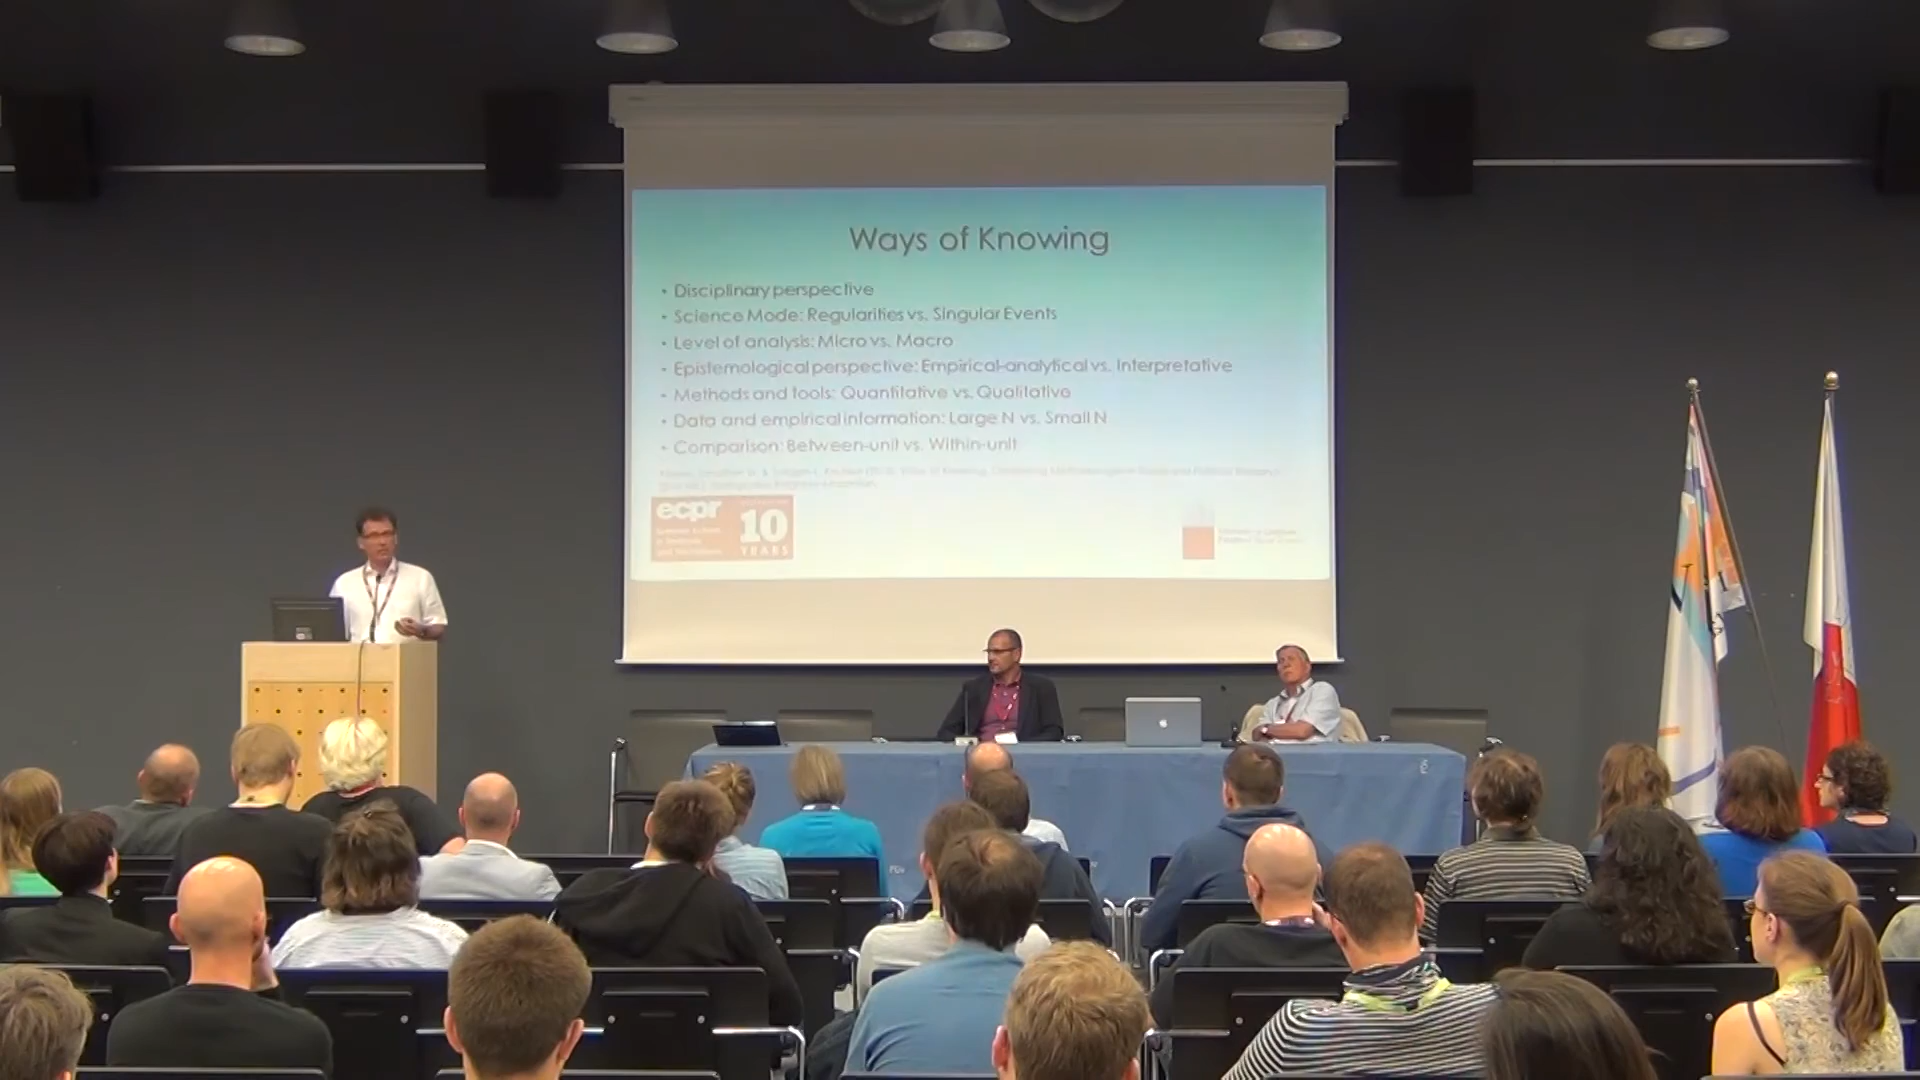 Ways of Knowing
• Disciplinary perspective
• Science Mode: Regularities vs. Singular Events
• Level of analysis: Micro vs. Macro
• Epistemological perspective: Empirical-analytical vs. Interpretative
• Methods and tools: Quantitative vs. Qualitative
• Data and empirical information: Large N vs. Small N
• Comparison: Between-unit vs. Within-unit
ecpr
10
YEARS